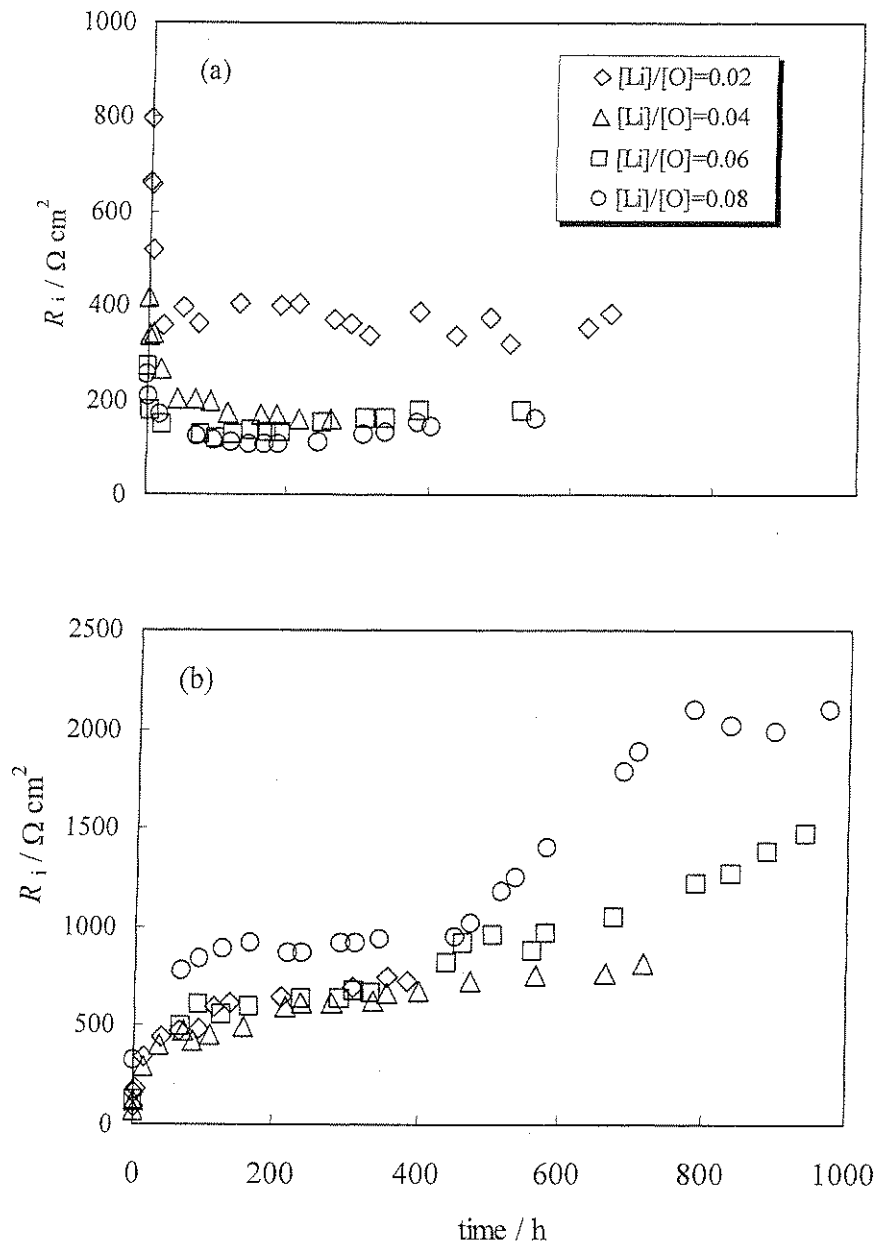 1000
(a)
◇ [Li]/[O]=0.02
△ [Li]/[O]=0.04
□ [Li]/[O]=0.06
○ [Li]/[O]=0.08
800
600
400
200
0
R i / Ω cm²
2500
(b)
2000
1500
1000
500
0
R i / Ω cm²
0 200 400 600 800 1000
time / h